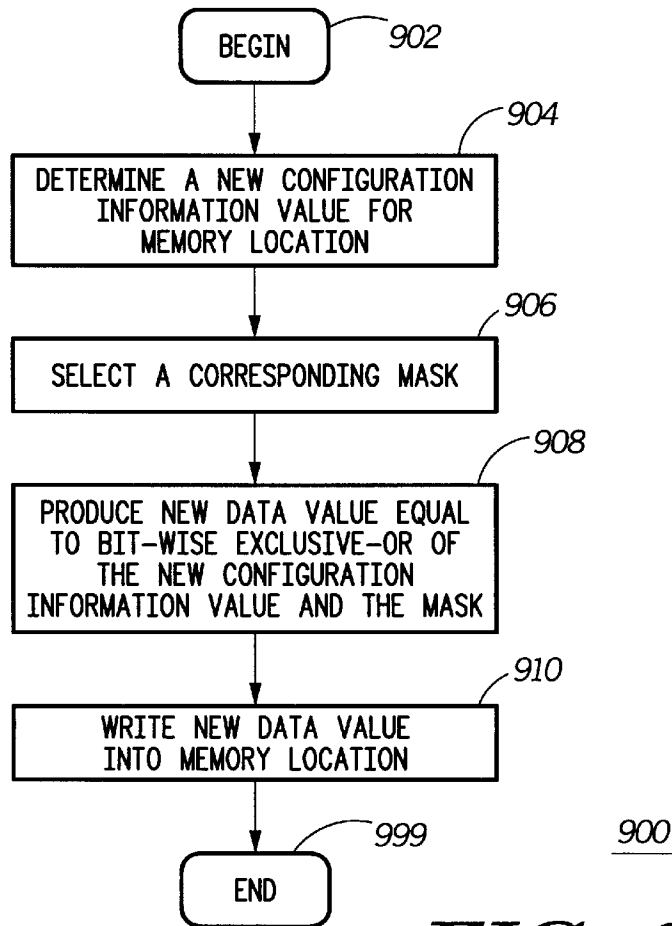 BEGIN
902
904
DETERMINE A NEW CONFIGURATION
INFORMATION VALUE FOR
MEMORY LOCATION
906
SELECT A CORRESPONDING MASK
908
PRODUCE NEW DATA VALUE EQUAL
TO BIT-WISE EXCLUSIVE-OR OF
THE NEW CONFIGURATION
INFORMATION VALUE AND THE MASK
910
WRITE NEW DATA VALUE
INTO MEMORY LOCATION
999
END
900